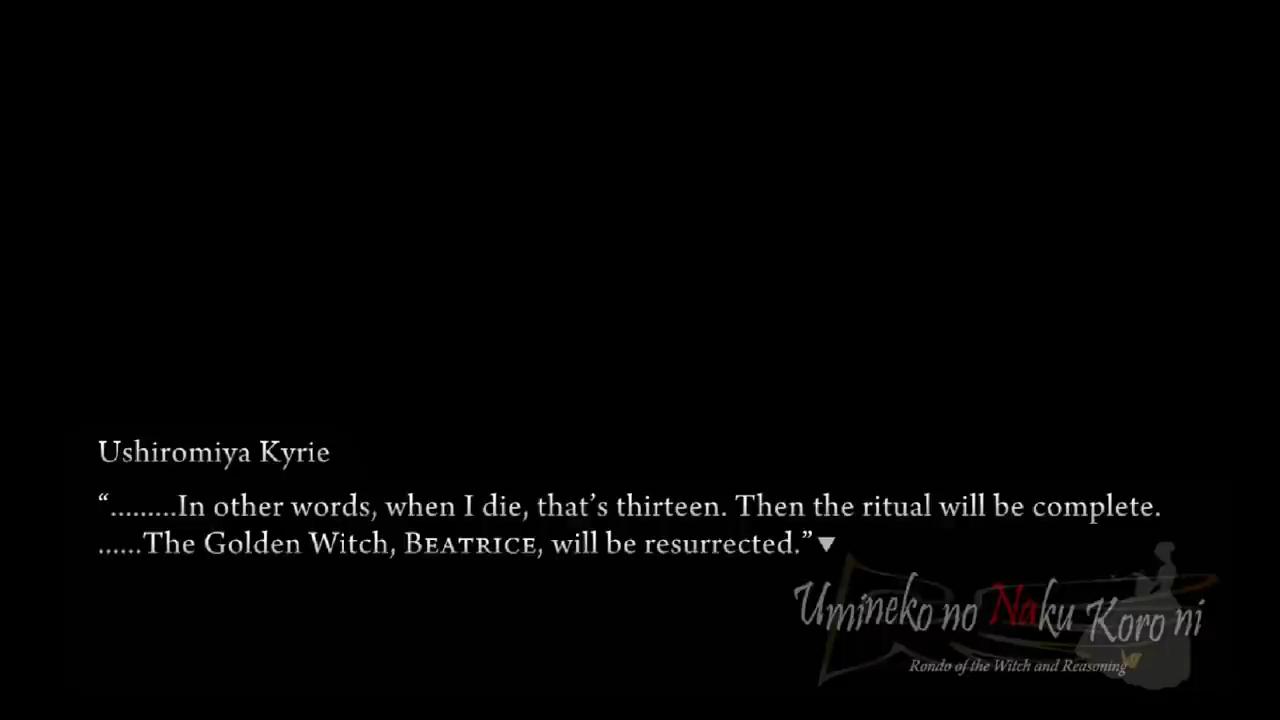 Ushiromiya Kyrie
“.........In other words, when I die, that’s thirteen. Then the ritual will be complete.
......The Golden Witch, BEATRICE, will be resurrected.”▼
Umineko no Naku Koro ni
Rondo of the Witch and Reasoning